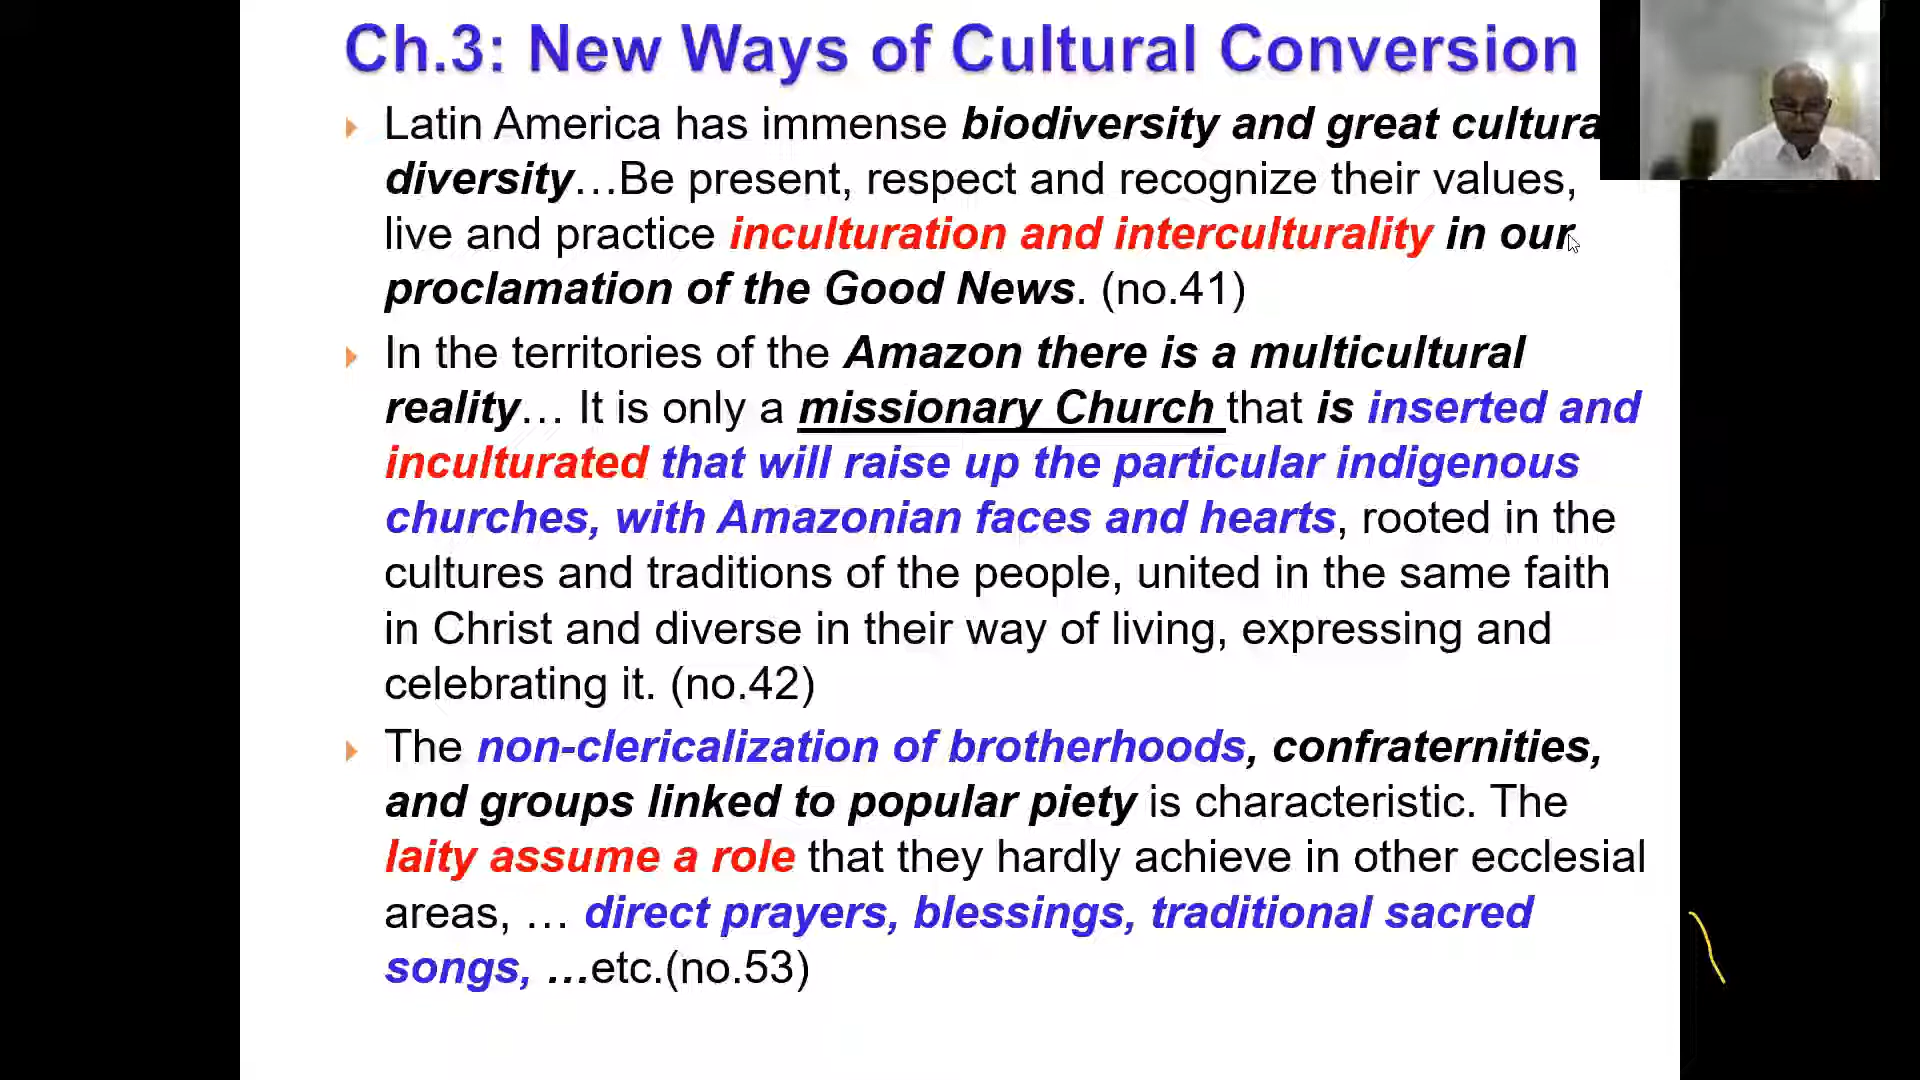 Ch.3: New Ways of Cultural Conversion
Latin America has immense biodiversity and great cultura
diversity…Be present, respect and recognize their values,
live and practice inculturation and interculturality in our
proclamation of the Good News. (no.41)
In the territories of the Amazon there is a multicultural
reality… It is only a missionary Church that is inserted and
inculturated that will raise up the particular indigenous
churches, with Amazonian faces and hearts, rooted in the
cultures and traditions of the people, united in the same faith
in Christ and diverse in their way of living, expressing and
celebrating it. (no.42)
The non-clericalization of brotherhoods, confraternities,
and groups linked to popular piety is characteristic. The
laity assume a role that they hardly achieve in other ecclesial
areas, … direct prayers, blessings, traditional sacred
songs, …etc.(no.53)